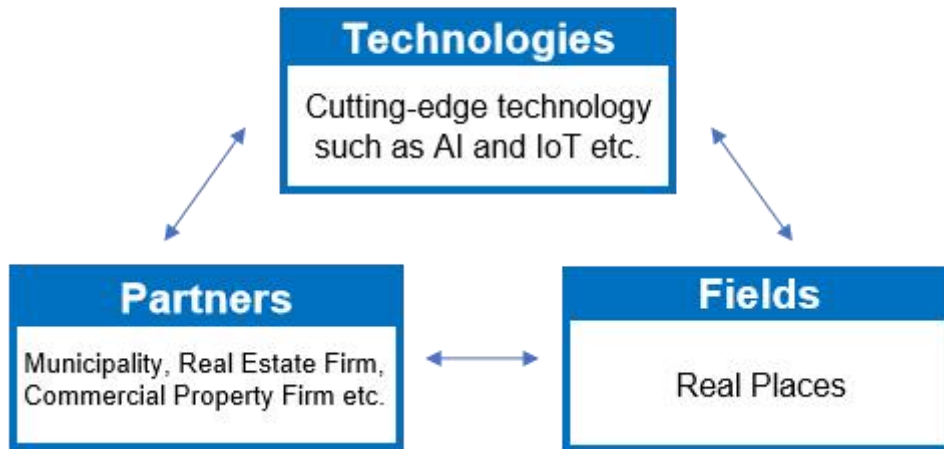 Technologies
Cutting-edge technology
such as AI and IoT etc.
Partners
Municipality, Real Estate Firm,
Commercial Property Firm etc.
Fields
Real Places